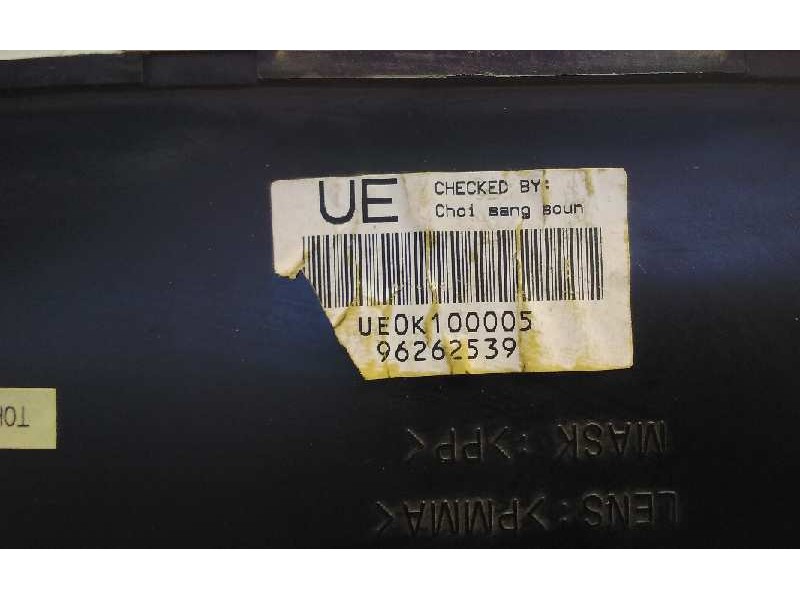 UE
CHECKED BY:
Choi sang soun
UE0K100005
96262539
MASK : >PP<
LENS : >PMMA<